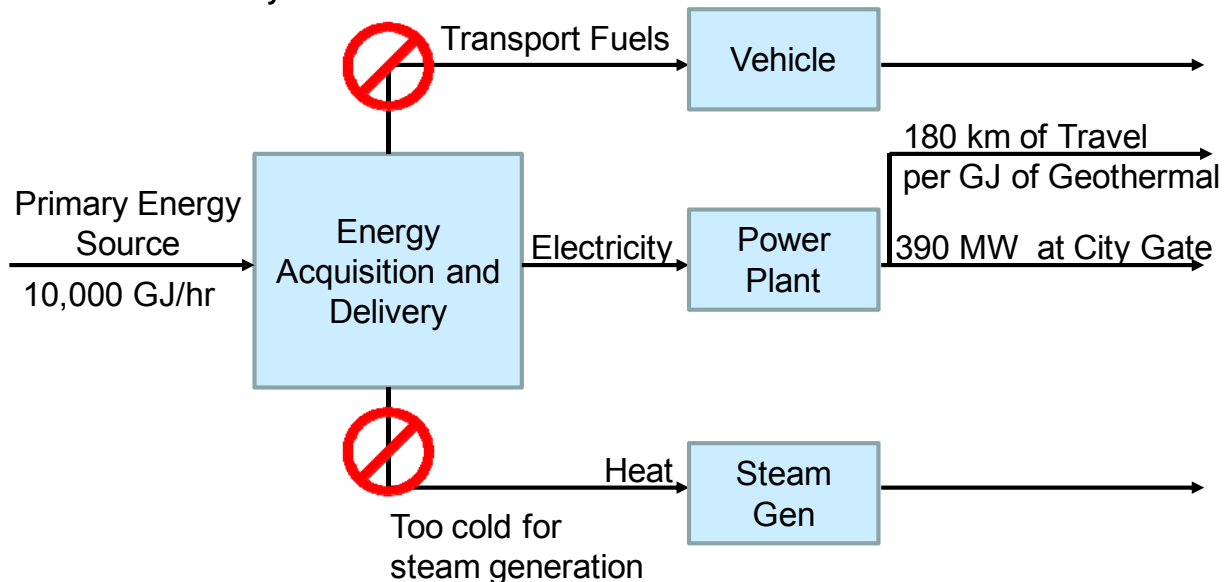 Transport Fuels
Vehicle
180 km of Travel
per GJ of Geothermal
Primary Energy
Source
10,000 GJ/hr
Energy
Acquisition and
Delivery
Electricity
Power
Plant
390 MW at City Gate
Heat
Steam
Gen
Too cold for
steam generation